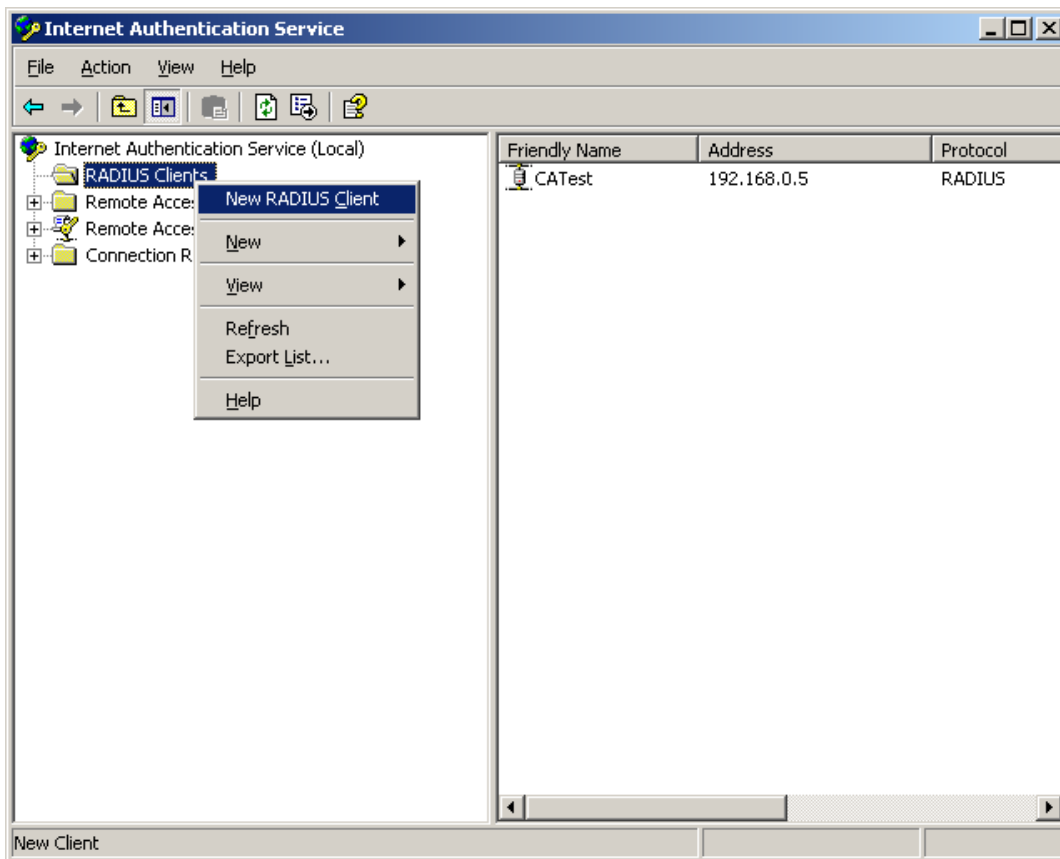 Internet Authentication Service
File Action View Help
Internet Authentication Service (Local)
RADIUS Clients
Remote Acces
Remote Acces
Connection R
New RADIUS Client
New
View
Refresh
Export List...
Help
Friendly Name Address Protocol
CATest 192.168.0.5 RADIUS
New Client